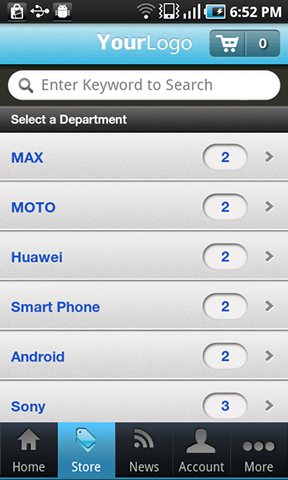 6:52 PM
YourLogo
0
Enter Keyword to Search
Select a Department
MAX 2
MOTO 2
Huawei 2
Smart Phone 2
Android 2
Sony 3
Home Store News Account More